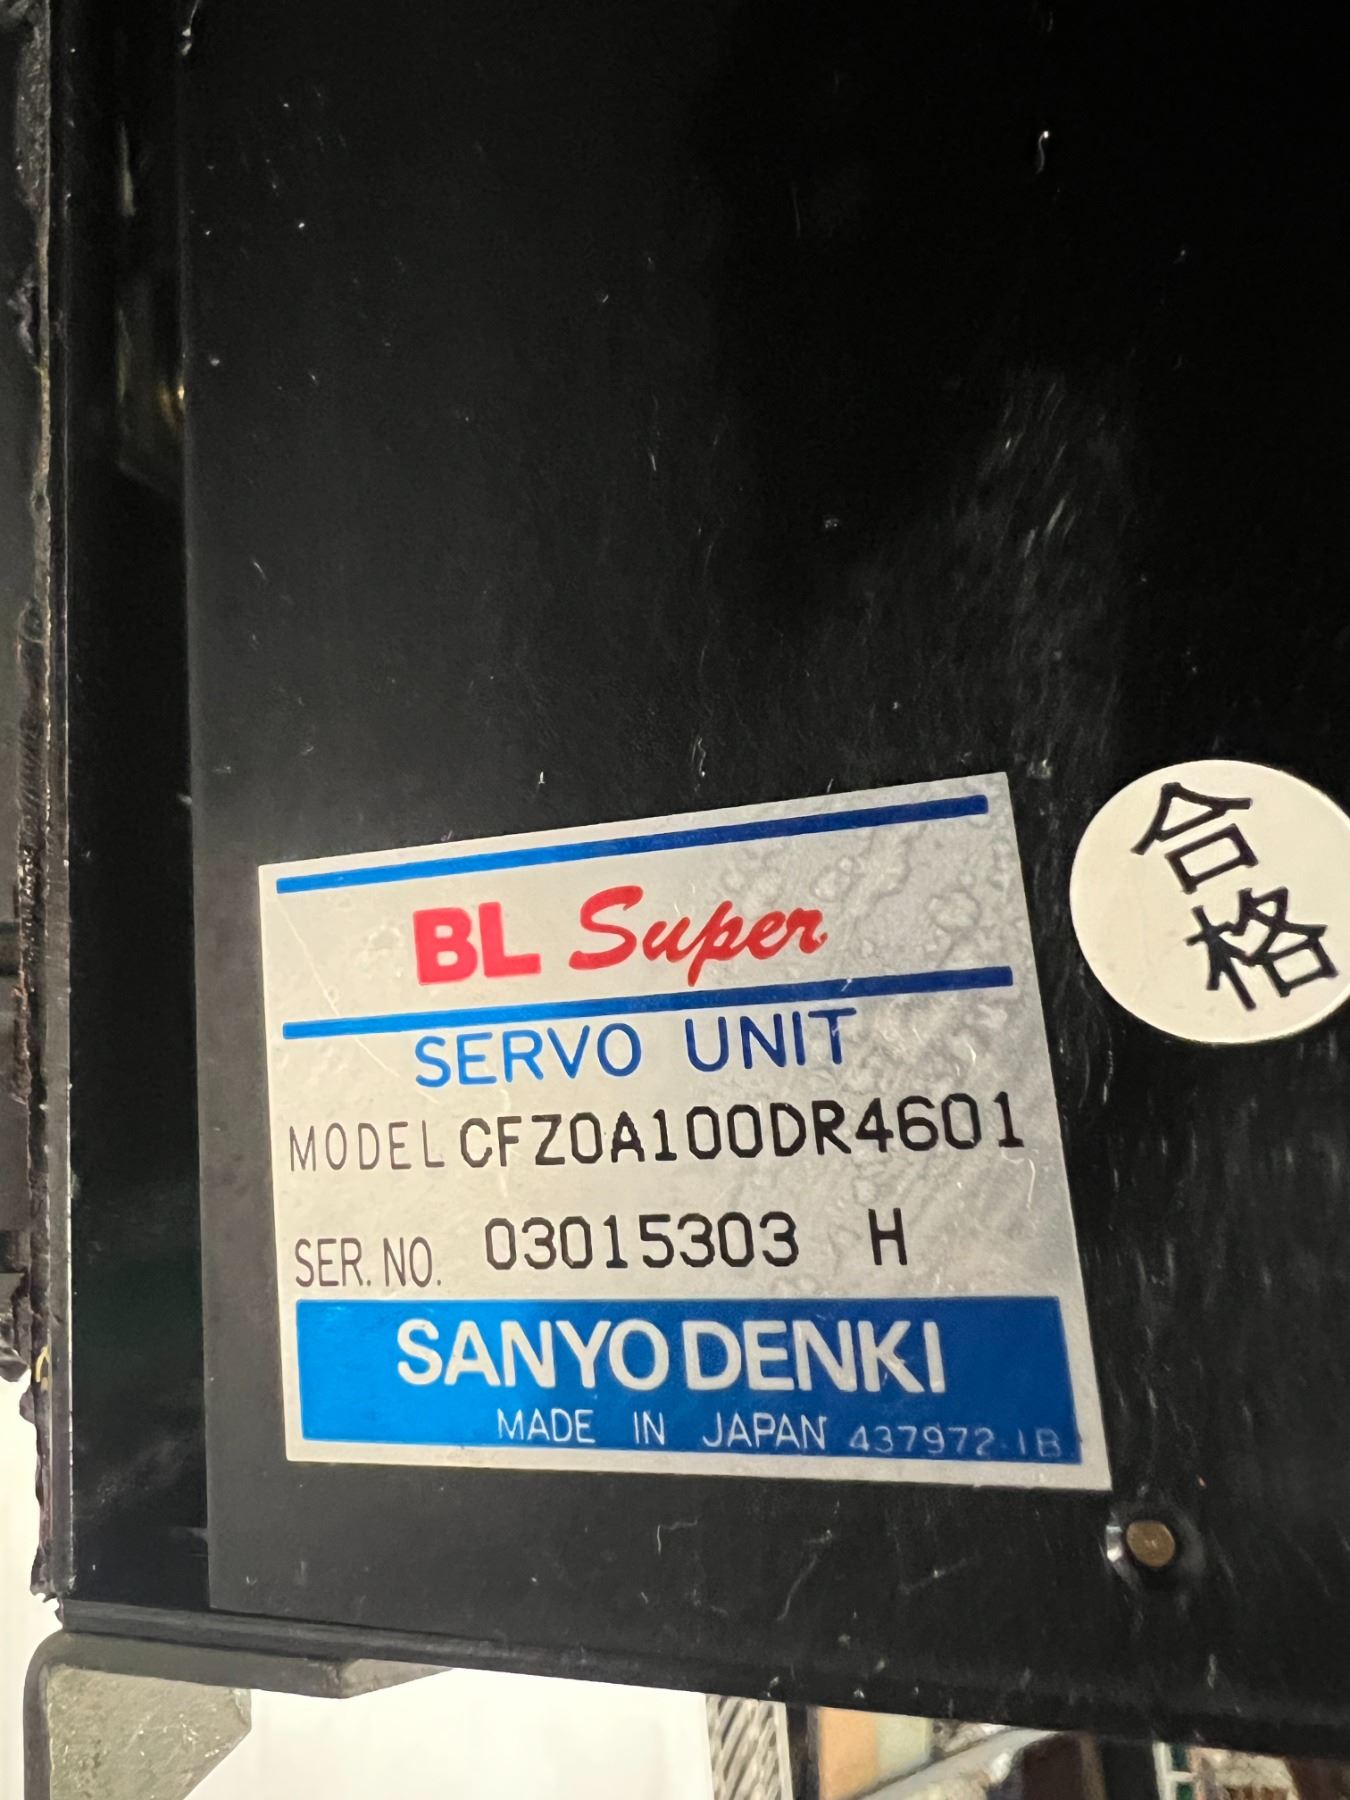 BL Super
SERVO UNIT
MODEL CFZ0A100DR4601
SER. NO. 03015303 H
SANYO DENKI
MADE IN JAPAN 437972-1B
合格